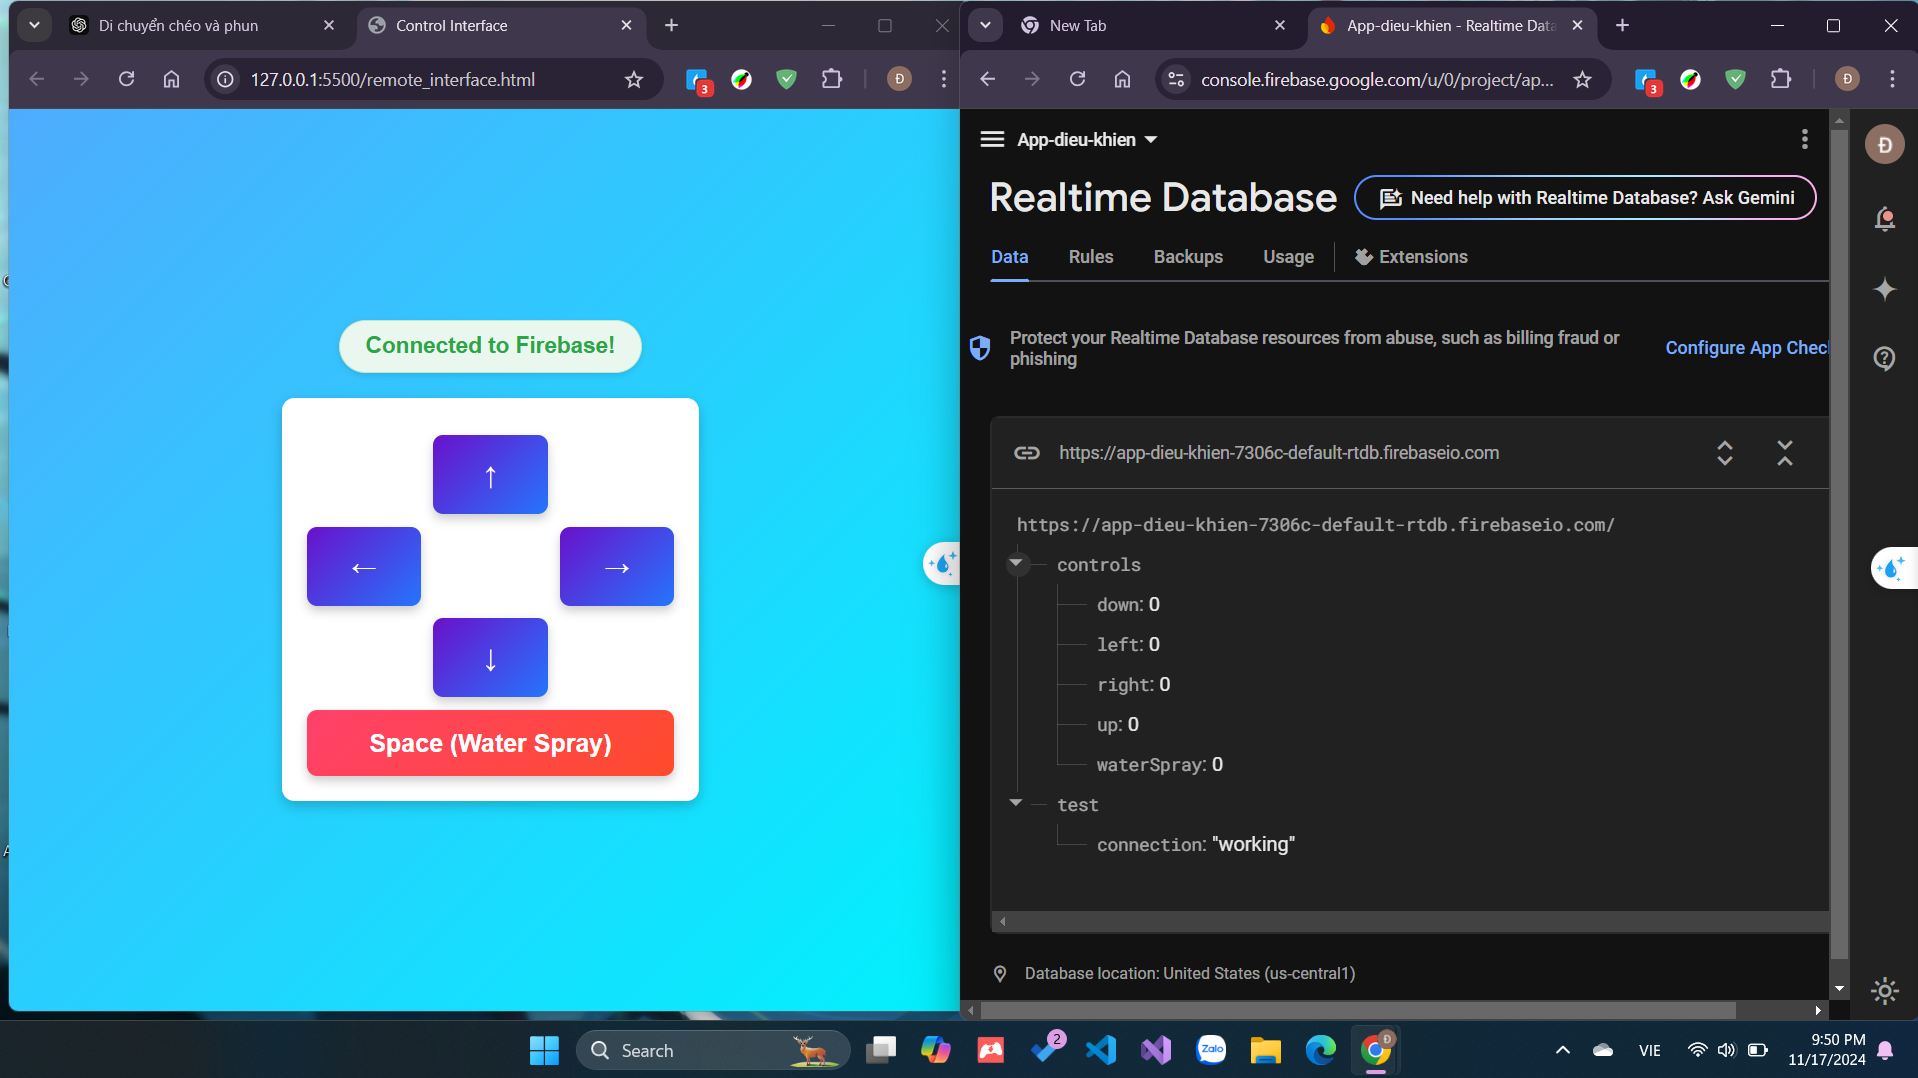 Di chuyển chéo và phun
Control Interface
127.0.0.1:5500/remote_interface.html
3
Đ
Connected to Firebase!
↑
←
→
↓
Space (Water Spray)
New Tab
App-dieu-khien - Realtime Data
console.firebase.google.com/u/0/project/ap...
3
Đ
App-dieu-khien
Đ
Realtime Database
Need help with Realtime Database? Ask Gemini
Data
Rules
Backups
Usage
Extensions
Protect your Realtime Database resources from abuse, such as billing fraud or
phishing
Configure App Chec
https://app-dieu-khien-7306c-default-rtdb.firebaseio.com
https://app-dieu-khien-7306c-default-rtdb.firebaseio.com/
controls
down: 0
left: 0
right: 0
up: 0
waterSpray: 0
test
connection: "working"
Database location: United States (us-central1)
Search
2
Zalo
Đ
VIE
9:50 PM
11/17/2024